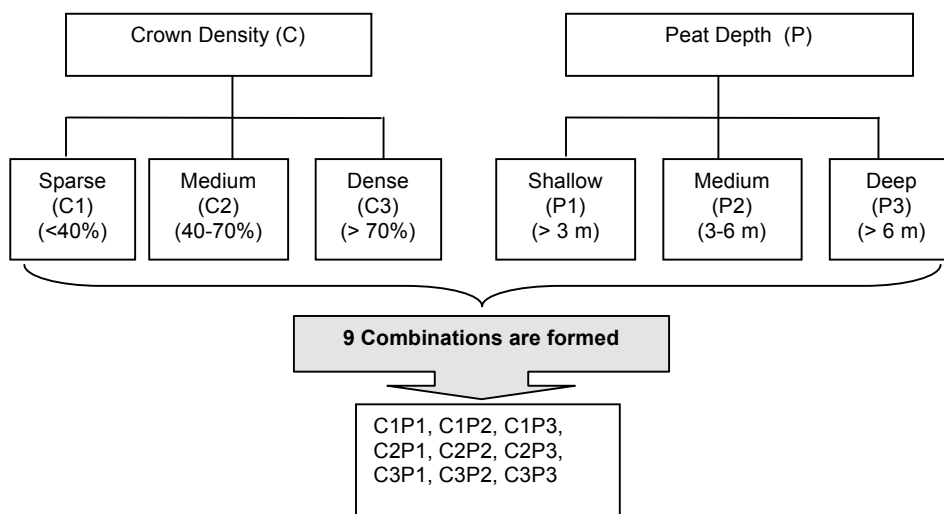 Crown Density (C)
Peat Depth (P)
Sparse
(C1)
(<40%)
Medium
(C2)
(40-70%)
Dense
(C3)
(> 70%)
Shallow
(P1)
(> 3 m)
Medium
(P2)
(3-6 m)
Deep
(P3)
(> 6 m)
9 Combinations are formed
C1P1, C1P2, C1P3,
C2P1, C2P2, C2P3,
C3P1, C3P2, C3P3